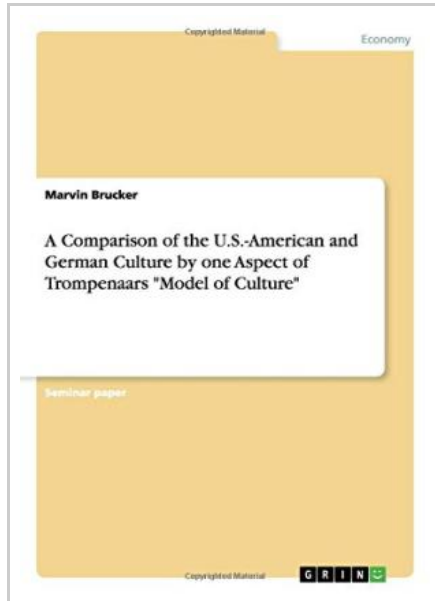 Copyrighted Material
Economy
Marvin Brucker
A Comparison of the U.S.-American and
German Culture by one Aspect of
Trompenaars "Model of Culture"
Seminar paper
Copyrighted Material
GRIN